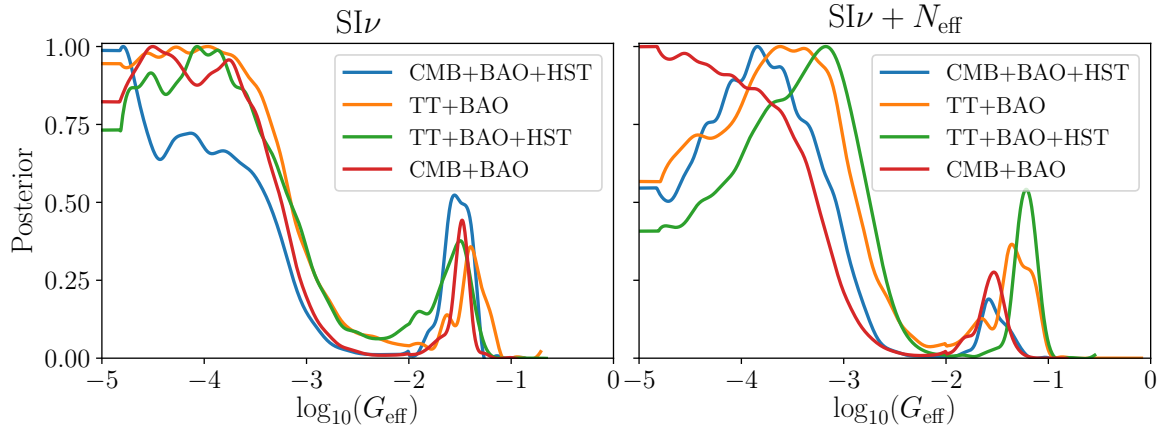 SIν
1.00
0.75
0.50
0.25
0.00
Posterior
CMB+BAO+HST
TT+BAO
TT+BAO+HST
CMB+BAO
−5 −4 −3 −2 −1 0
log₁₀(G_eff)
SIν + N_eff
CMB+BAO+HST
TT+BAO
TT+BAO+HST
CMB+BAO
−5 −4 −3 −2 −1 0
log₁₀(G_eff)